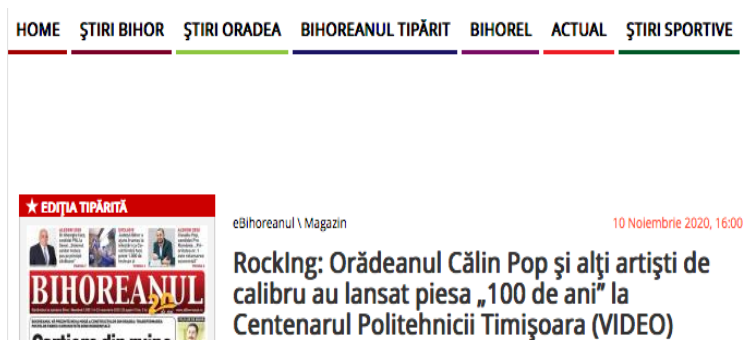 HOME ŞTIRI BIHOR ŞTIRI ORADEA BIHOREANUL TIPĂRIT BIHOREL ACTUAL ŞTIRI SPORTIVE
★ EDIŢIA TIPĂRITĂ
BIHOREANUL
eBihoreanul \ Magazin
10 Noiembrie 2020, 16:00
RockIng: Orădeanul Călin Pop şi alţi artişti de
calibru au lansat piesa „100 de ani” la
Centenarul Politehnicii Timişoara (VIDEO)